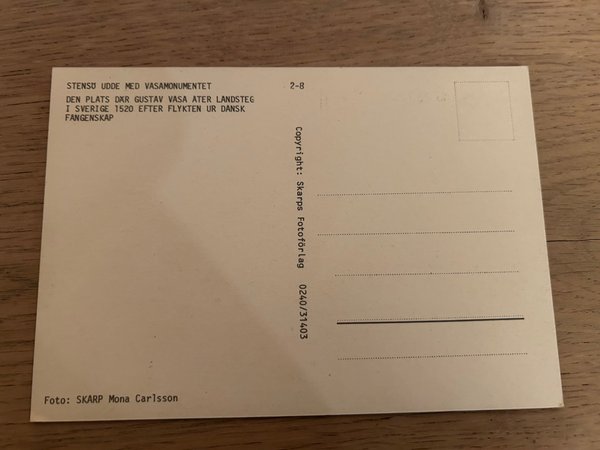 STENSÖ UDDE MED VASAMONUMENTET 2-8
DEN PLATS DÄR GUSTAV VASA ÅTER LANDSTEG
I SVERIGE 1520 EFTER FLYKTEN UR DANSK
FÅNGENSKAP
Copyright: Skarps Fotoförlag 0240/31403
Foto: SKARP Mona Carlsson